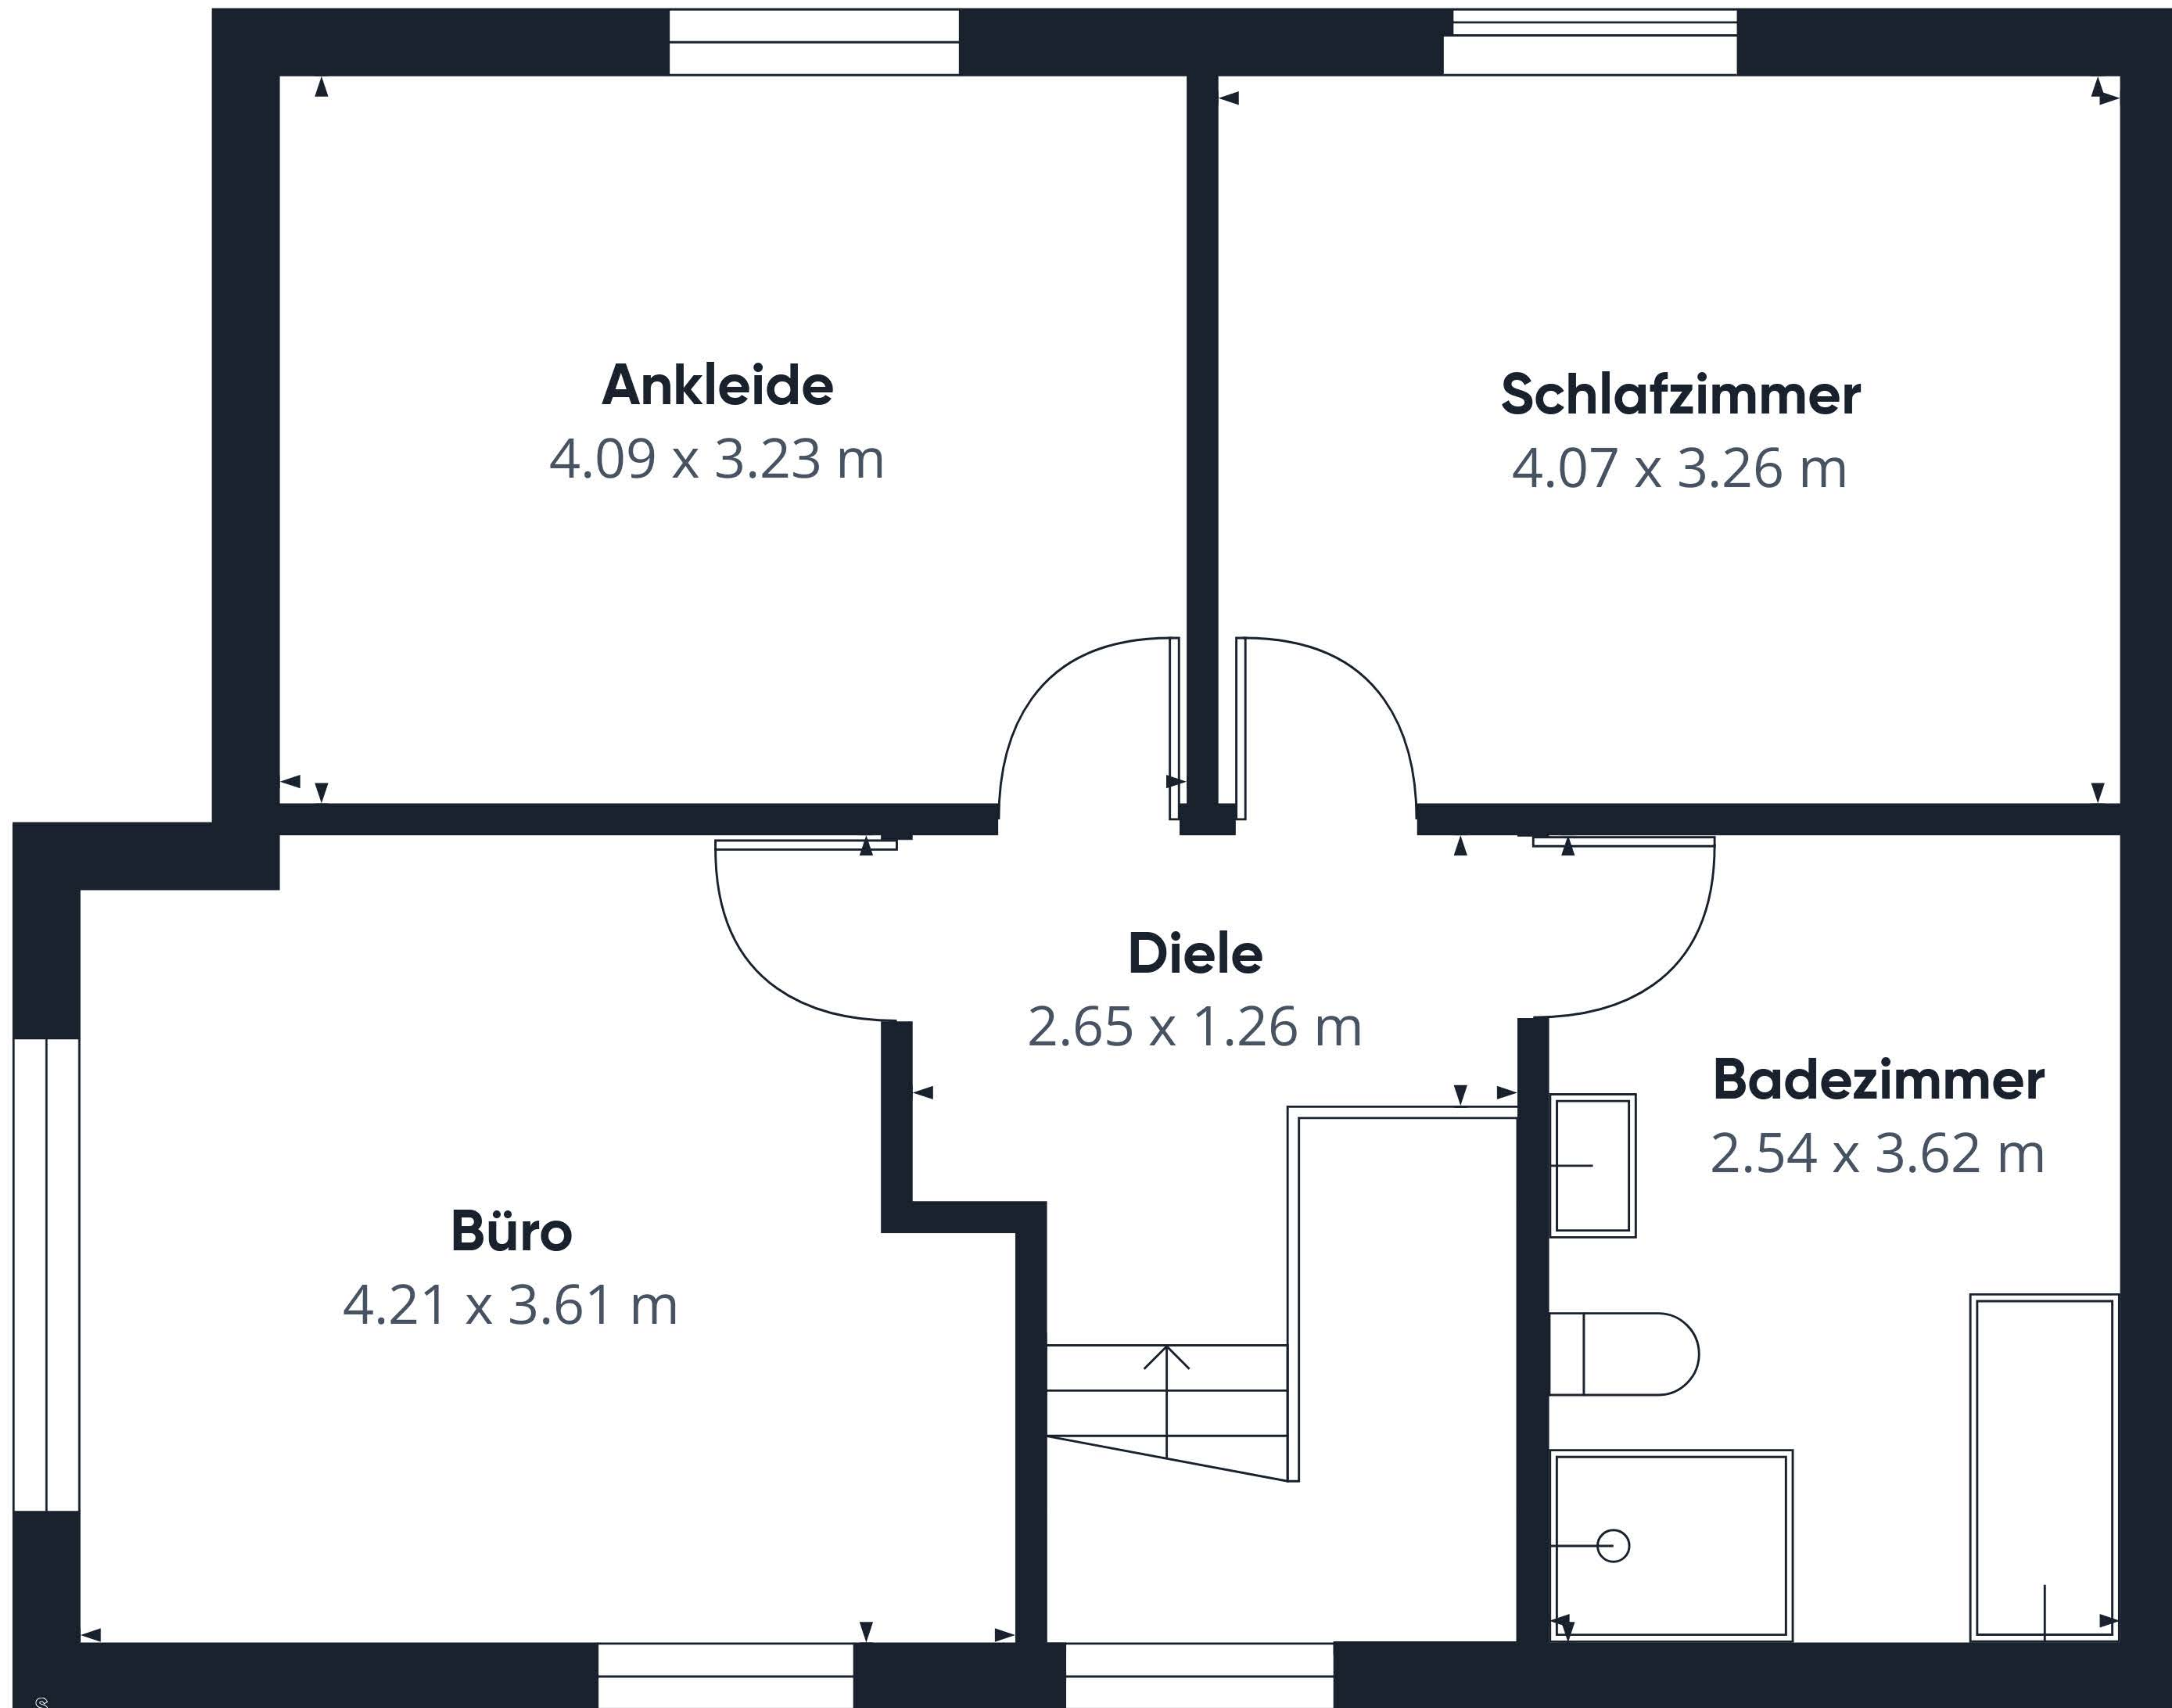 Ankleide
4.09 x 3.23 m
Schlafzimmer
4.07 x 3.26 m
Diele
2.65 x 1.26 m
Badezimmer
2.54 x 3.62 m
Büro
4.21 x 3.61 m